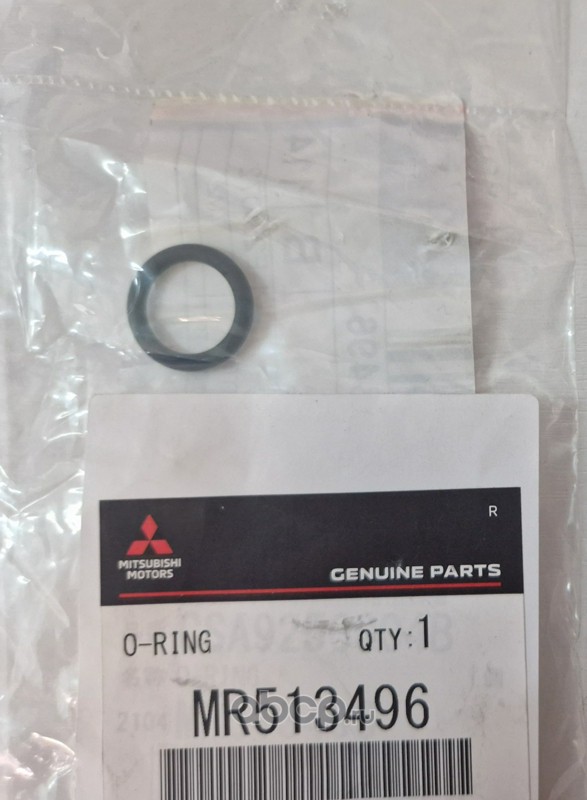 R
MITSUBISHI
MOTORS
GENUINE PARTS
O-RING
QTY:1
MR513496